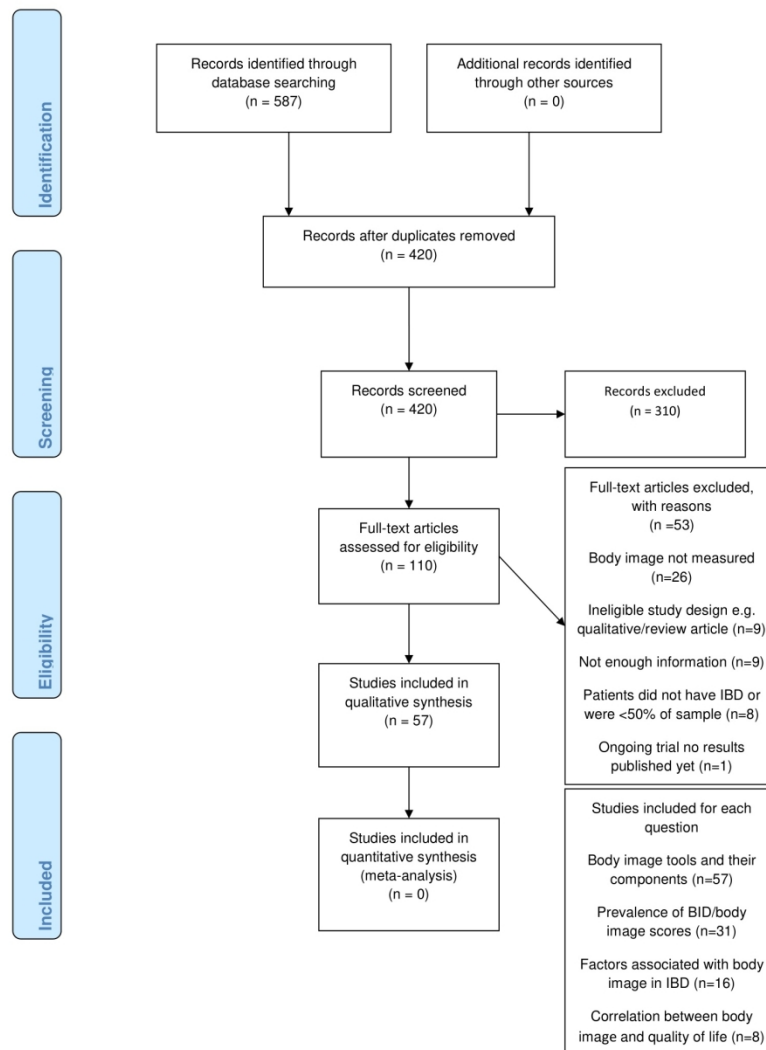 Identification
Records identified through
database searching
(n = 587)
Additional records identified
through other sources
(n = 0)
Records after duplicates removed
(n = 420)
Screening
Records screened
(n = 420)
Records excluded
(n = 310)
Eligibility
Full-text articles
assessed for eligibility
(n = 110)
Full-text articles excluded,
with reasons
(n =53)
Body image not measured
(n=26)
Ineligible study design e.g.
qualitative/review article (n=9)
Not enough information (n=9)
Patients did not have IBD or
were <50% of sample (n=8)
Ongoing trial no results
published yet (n=1)
Studies included in
qualitative synthesis
(n = 57)
Included
Studies included in
quantitative synthesis
(meta-analysis)
(n = 0)
Studies included for each
question
Body image tools and their
components (n=57)
Prevalence of BID/body
image scores (n=31)
Factors associated with body
image in IBD (n=16)
Correlation between body
image and quality of life (n=8)